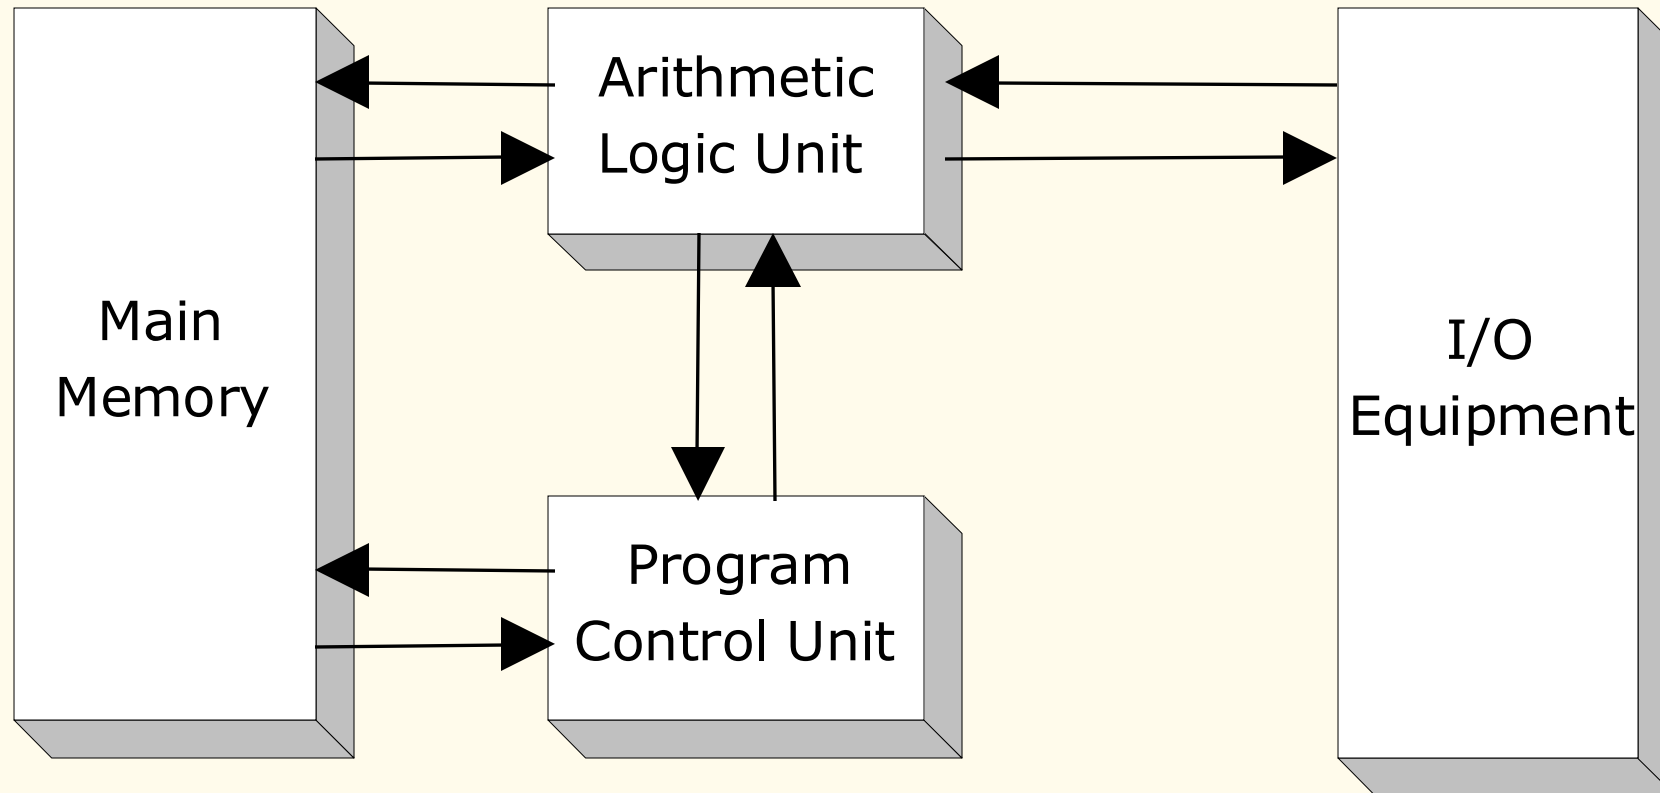 Arithmetic
Logic Unit
Main
Memory
I/O
Equipment
Program
Control Unit